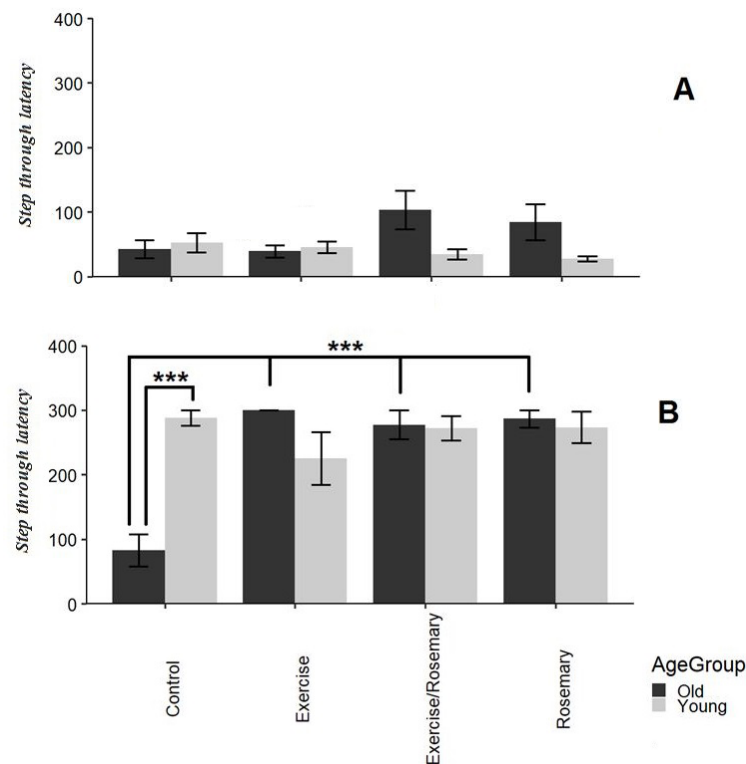 400
300
200
100
0
Step through latency
A
400
300
200
100
0
Step through latency
***
***
B
Control
Exercise
Exercise/Rosemary
Rosemary
AgeGroup
Old
Young